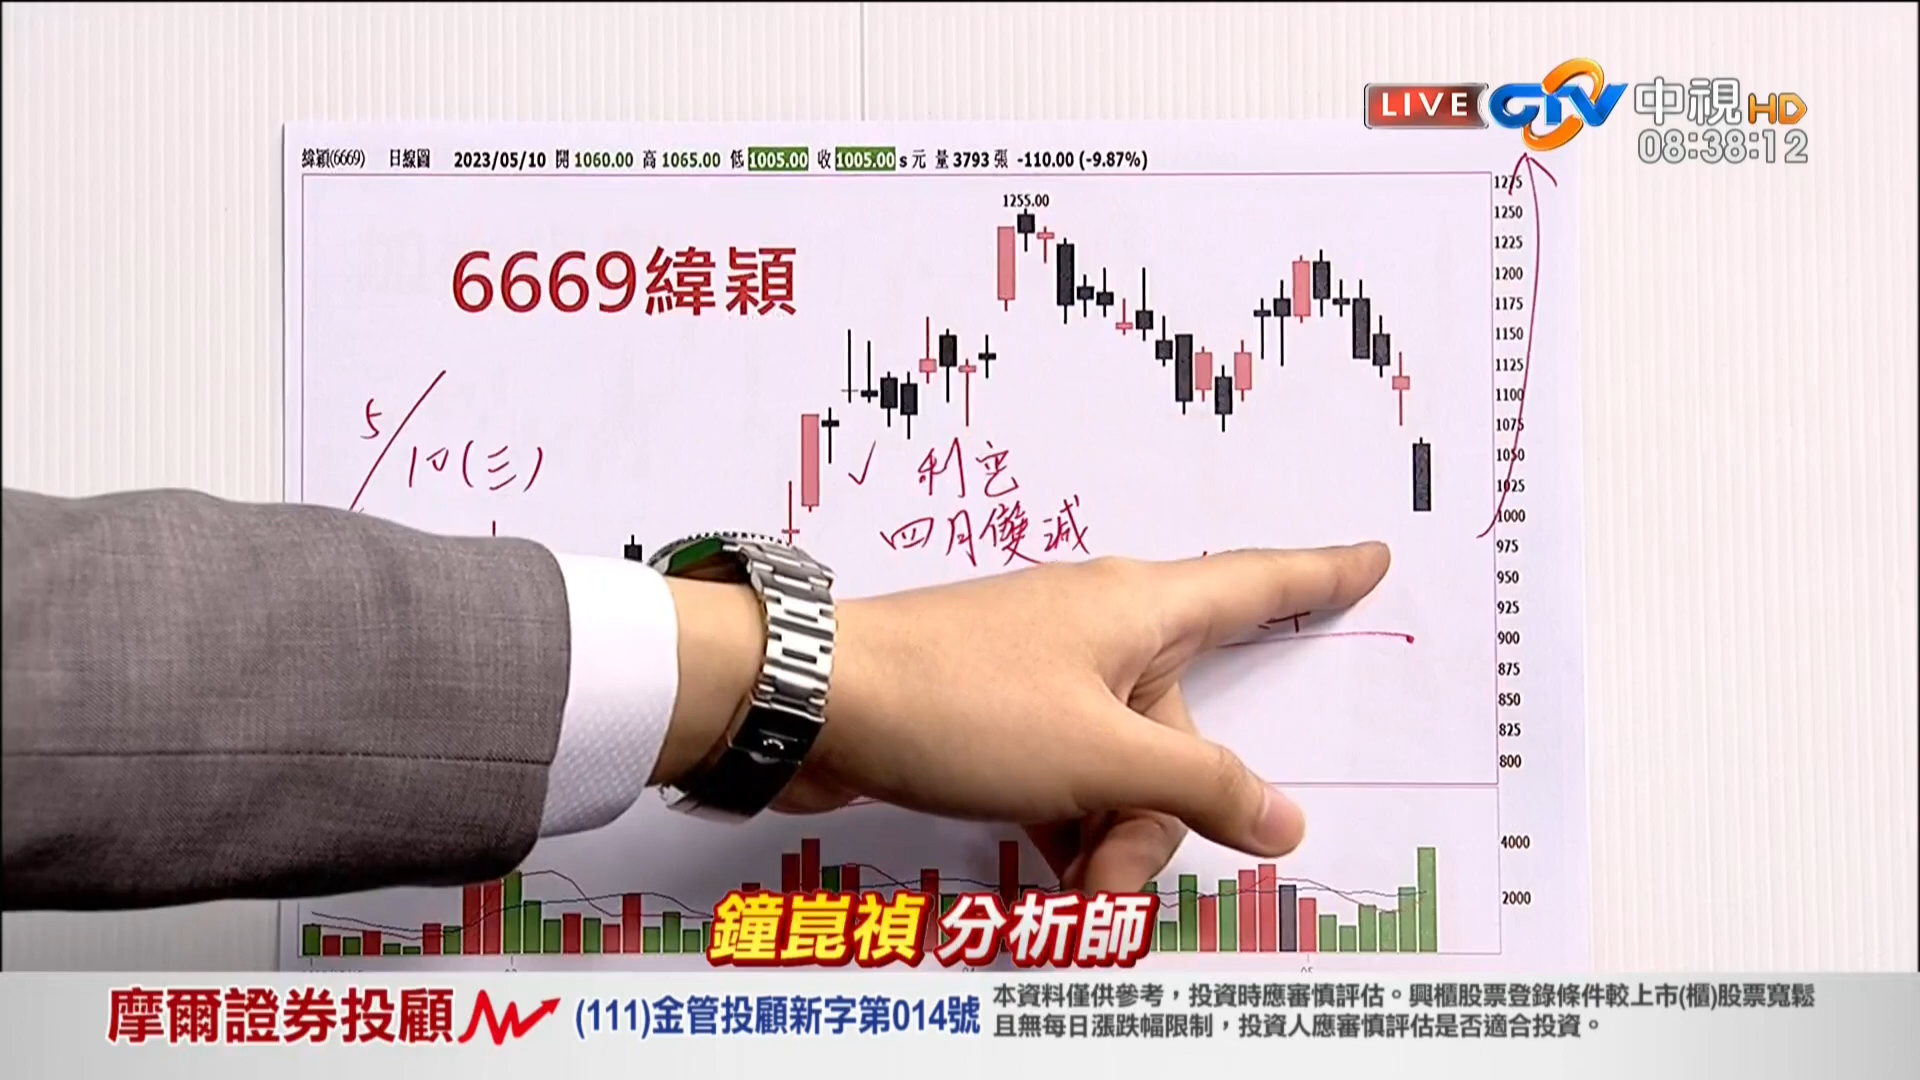 LIVE CTV 中視HD
08:38:12
緯穎(6669) 日線圖 2023/05/10 開 1060.00 高 1065.00 低 1005.00 收 1005.00 s 元 量 3793 張 -110.00 (-9.87%)
1255.00
6669緯穎
5/10(三)
✓ 利空
四月雙減
1275
1250
1225
1200
1175
1150
1125
1100
1075
1050
1025
1000
975
950
925
900
875
850
825
800
4000
2000
鐘崑禎 分析師
摩爾證券投顧 (111)金管投顧新字第014號
本資料僅供參考，投資時應審慎評估。興櫃股票登錄條件較上市(櫃)股票寬鬆
且無每日漲跌幅限制，投資人應審慎評估是否適合投資。